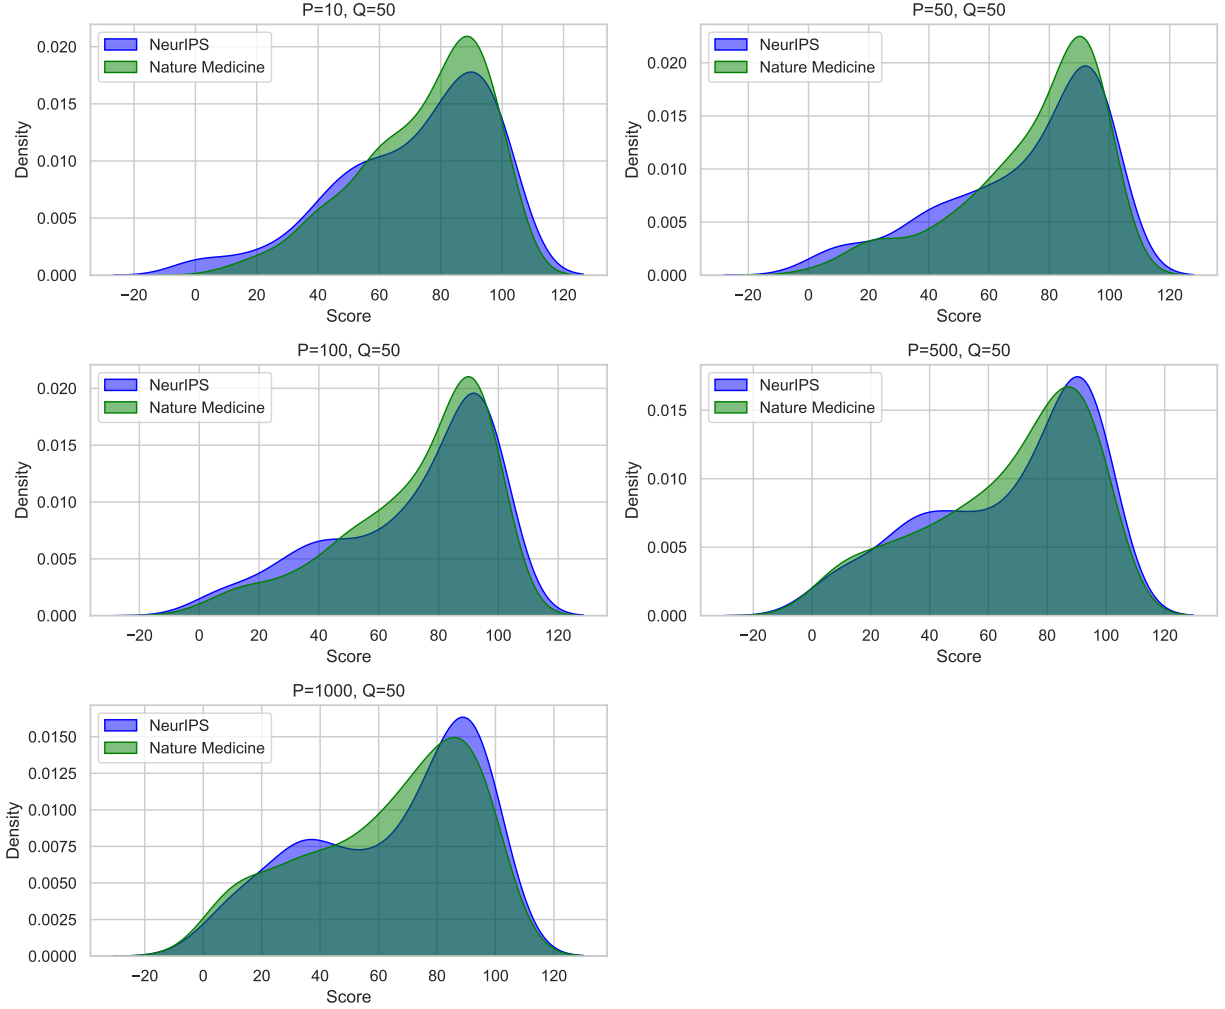 P=10, Q=50
NeurIPS
Nature Medicine
0.020
0.015
0.010
0.005
0.000
Density
−20 0 20 40 60 80 100 120
Score
P=50, Q=50
NeurIPS
Nature Medicine
0.020
0.015
0.010
0.005
0.000
Density
−20 0 20 40 60 80 100 120
Score
P=100, Q=50
NeurIPS
Nature Medicine
0.020
0.015
0.010
0.005
0.000
Density
−20 0 20 40 60 80 100 120
Score
P=500, Q=50
NeurIPS
Nature Medicine
0.015
0.010
0.005
0.000
Density
−20 0 20 40 60 80 100 120
Score
P=1000, Q=50
NeurIPS
Nature Medicine
0.0150
0.0125
0.0100
0.0075
0.0050
0.0025
0.0000
Density
−20 0 20 40 60 80 100 120
Score